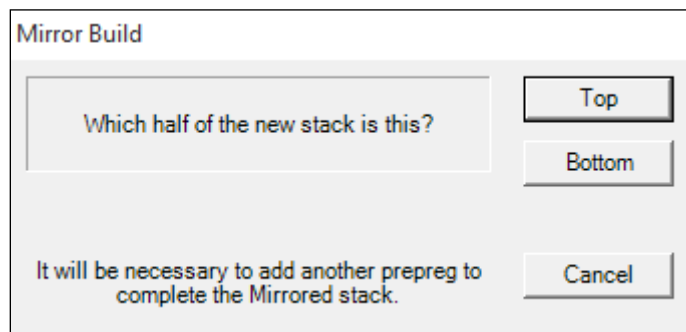 Mirror Build
Which half of the new stack is this?
Top
Bottom
It will be necessary to add another prepreg to
complete the Mirrored stack.
Cancel